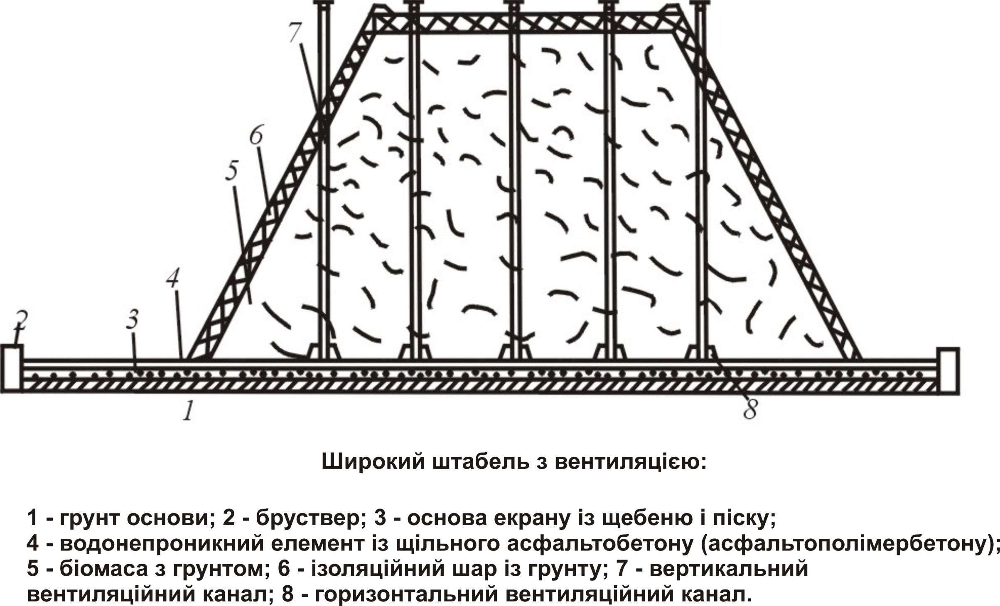 7
6
5
4
3
2
1
8
Широкий штабель з вентиляцією:
1 - грунт основи; 2 - бруствер; 3 - основа екрану із щебеню і піску;
4 - водонепроникний елемент із щільного асфальтобетону (асфальтополімербетону);
5 - біомаса з грунтом; 6 - ізоляційний шар із грунту; 7 - вертикальний
вентиляційний канал; 8 - горизонтальний вентиляційний канал.